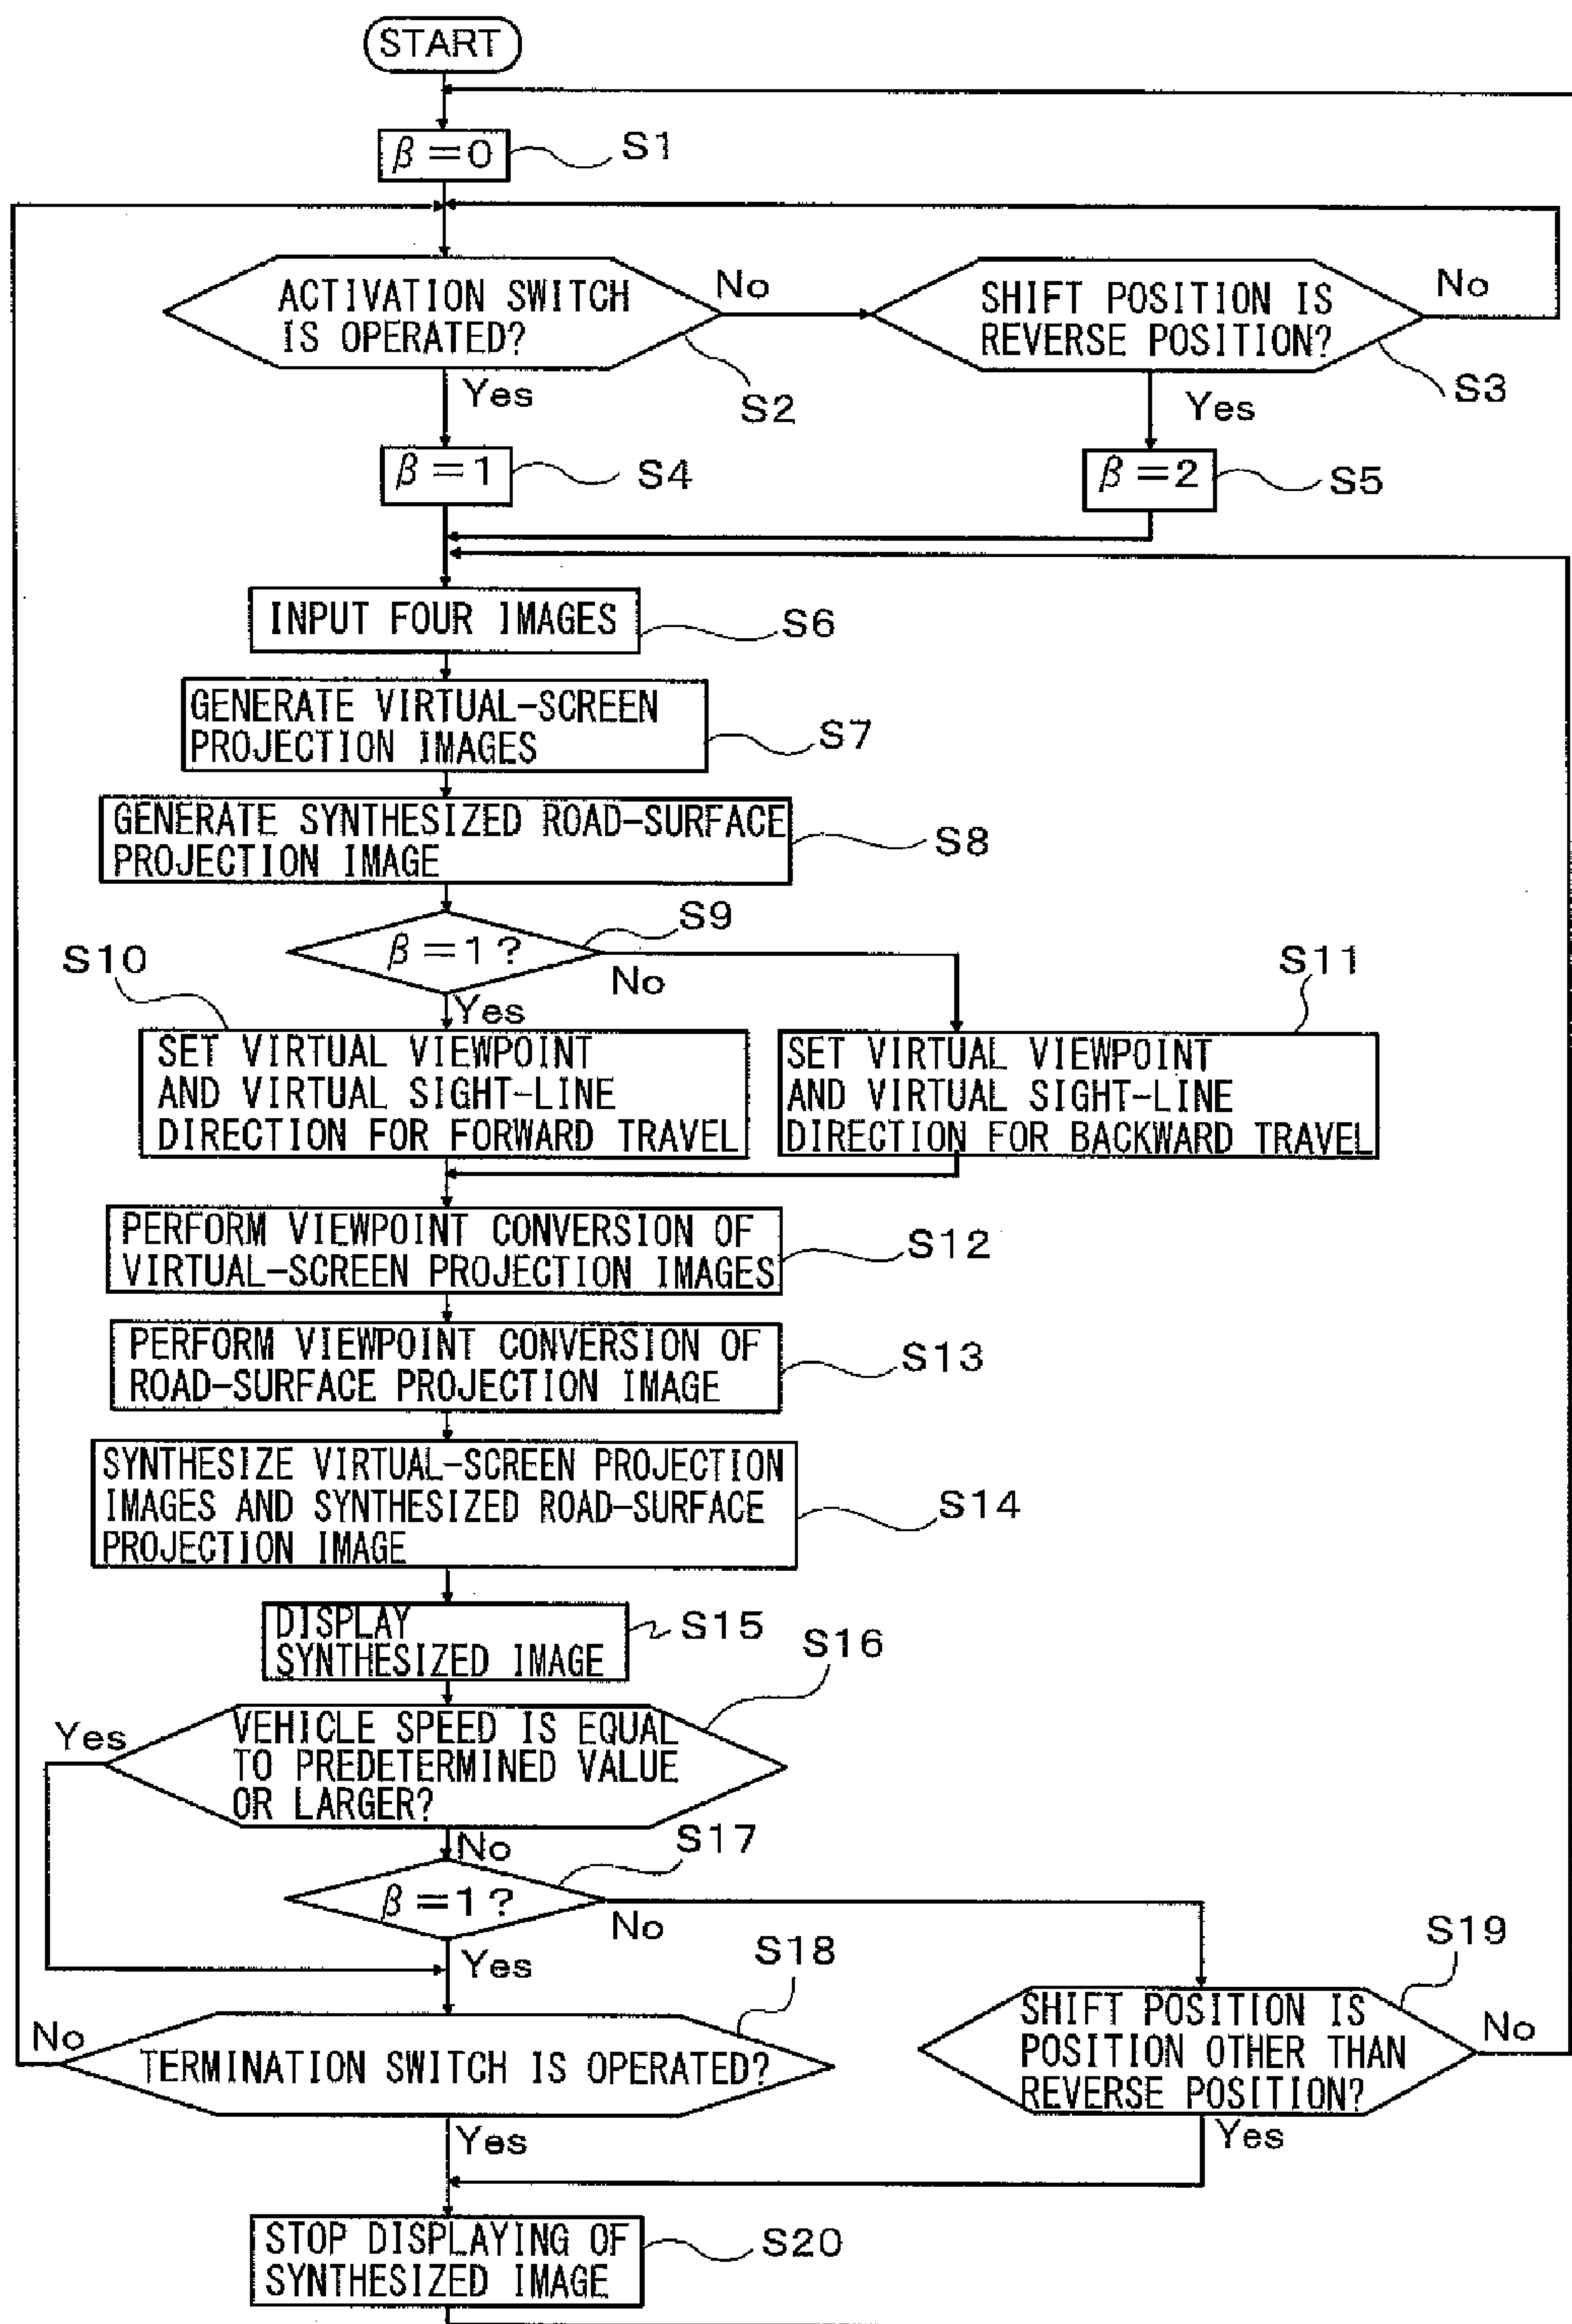 START
β=0
S1
ACTIVATION SWITCH
IS OPERATED?
No
S2
Yes
SHIFT POSITION IS
REVERSE POSITION?
No
S3
Yes
β=1
S4
β=2
S5
INPUT FOUR IMAGES
S6
GENERATE VIRTUAL-SCREEN
PROJECTION IMAGES
S7
GENERATE SYNTHESIZED ROAD-SURFACE
PROJECTION IMAGE
S8
β=1?
S9
No
Yes
S10
SET VIRTUAL VIEWPOINT
AND VIRTUAL SIGHT-LINE
DIRECTION FOR FORWARD TRAVEL
S11
SET VIRTUAL VIEWPOINT
AND VIRTUAL SIGHT-LINE
DIRECTION FOR BACKWARD TRAVEL
PERFORM VIEWPOINT CONVERSION OF
VIRTUAL-SCREEN PROJECTION IMAGES
S12
PERFORM VIEWPOINT CONVERSION OF
ROAD-SURFACE PROJECTION IMAGE
S13
SYNTHESIZE VIRTUAL-SCREEN PROJECTION
IMAGES AND SYNTHESIZED ROAD-SURFACE
PROJECTION IMAGE
S14
DISPLAY
SYNTHESIZED IMAGE
S15
S16
Yes
VEHICLE SPEED IS EQUAL
TO PREDETERMINED VALUE
OR LARGER?
No
S17
β=1?
No
Yes
S18
No
TERMINATION SWITCH IS OPERATED?
Yes
S19
SHIFT POSITION IS
POSITION OTHER THAN
REVERSE POSITION?
No
Yes
STOP DISPLAYING OF
SYNTHESIZED IMAGE
S20